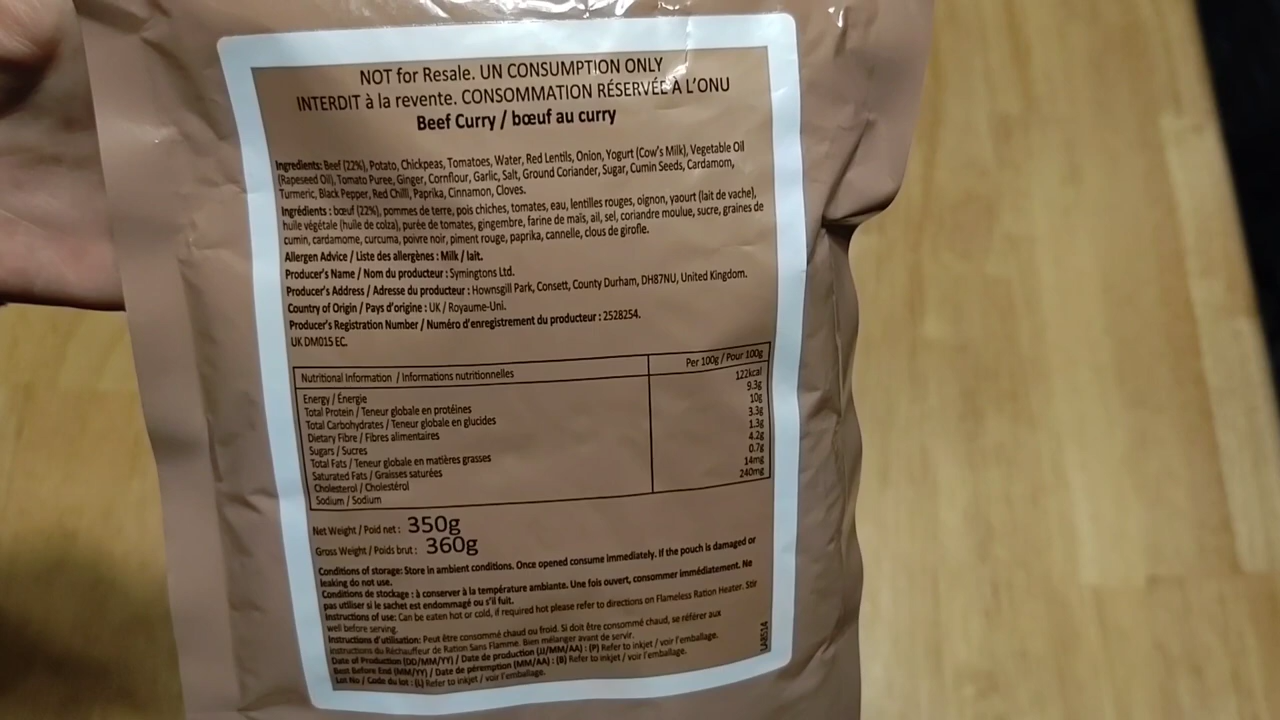 NOT for Resale. UN CONSUMPTION ONLY
INTERDIT à la revente. CONSOMMATION RÉSERVÉE À L'ONU
Beef Curry / bœuf au curry
Ingredients: Beef (22%), Potato, Chickpeas, Tomatoes, Water, Red Lentils, Onion, Yogurt (Cow's Milk), Vegetable Oil
(Rapeseed Oil), Tomato Puree, Ginger, Cornflour, Garlic, Salt, Ground Coriander, Sugar, Cumin Seeds, Cardamom,
Turmeric, Black Pepper, Red Chilli, Paprika, Cinnamon, Cloves.
Ingrédients : bœuf (22%), pommes de terre, pois chiches, tomates, eau, lentilles rouges, oignon, yaourt (lait de vache),
huile végétale (huile de colza), purée de tomates, gingembre, farine de maïs, ail, sel, coriandre moulue, sucre, graines de
cumin, cardamome, curcuma, poivre noir, piment rouge, paprika, cannelle, clous de girofle.
Allergen Advice / Liste des allergènes : Milk / lait.
Producer's Name / Nom du producteur : Symingtons Ltd.
Producer's Address / Adresse du producteur : Hownsgill Park, Consett, County Durham, DH87NU, United Kingdom.
Country of Origin / Pays d'origine : UK / Royaume-Uni.
Producer's Registration Number / Numéro d'enregistrement du producteur : 2528254.
UK DM015 EC.
Nutritional Information / Informations nutritionnelles Per 100g / Pour 100g
Energy / Énergie 122kcal
Total Protein / Teneur globale en protéines 9.3g
Total Carbohydrates / Teneur globale en glucides 10g
Dietary Fibre / Fibres alimentaires 3.3g
Sugars / Sucres 1.3g
Total Fats / Teneur globale en matières grasses 4.2g
Saturated Fats / Graisses saturées 0.7g
Cholesterol / Cholestérol 14mg
Sodium / Sodium 240mg
Net Weight / Poid net : 350g
Gross Weight / Poids brut : 360g
Conditions of storage: Store in ambient conditions. Once opened consume immediately. If the pouch is damaged or
leaking do not use.
Conditions de stockage : à conserver à la température ambiante. Une fois ouvert, consommer immédiatement. Ne
pas utiliser si le sachet est endommagé ou s'il fuit.
Instructions of use: Can be eaten hot or cold, if required hot please refer to directions on Flameless Ration Heater. Stir
well before serving.
Instructions d'utilisation: Peut être consommé chaud ou froid. Si doit être consommé chaud, se référer aux
instructions du Réchauffeur de Ration Sans Flamme. Bien mélanger avant de servir.
Date of Production (DD/MM/YY) / Date de production (JJ/MM/AA) : (P) Refer to inkjet / voir l'emballage.
Best Before End (MM/YY) / Date de péremption (MM/AA) : (B) Refer to inkjet / voir l'emballage.
Lot No / Code du lot : (L) Refer to inkjet / voir l'emballage.
LAB514